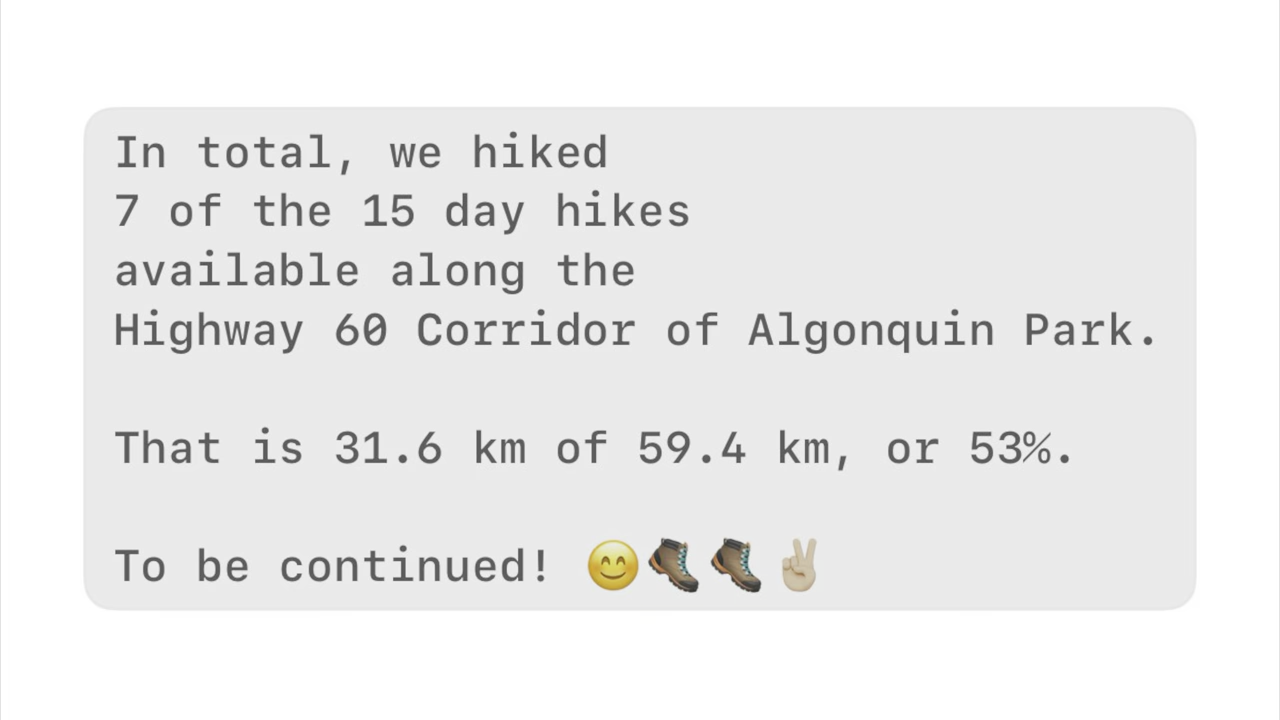 In total, we hiked
7 of the 15 day hikes
available along the
Highway 60 Corridor of Algonquin Park.
That is 31.6 km of 59.4 km, or 53%.
To be continued! 😊🥾🥾✌🏼